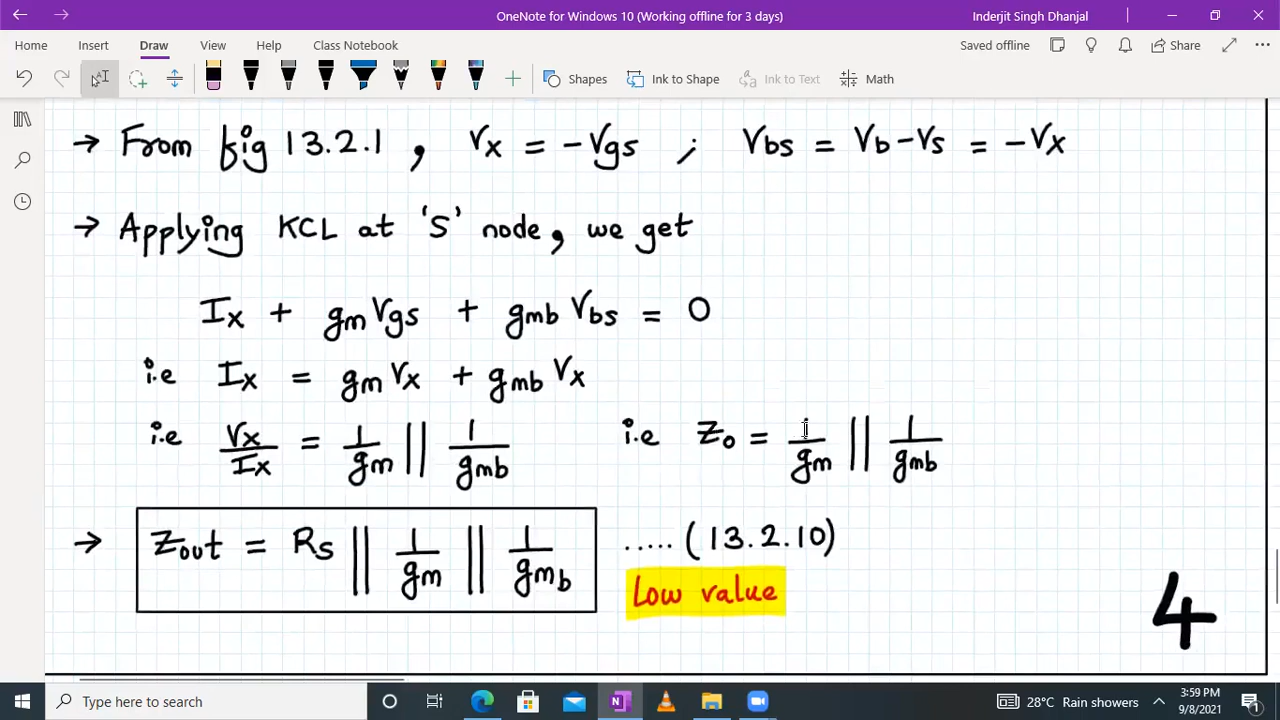 OneNote for Windows 10 (Working offline for 3 days)
Inderjit Singh Dhanjal
Home Insert Draw View Help Class Notebook
Saved offline
Share
Shapes
Ink to Shape
Ink to Text
Math
→ From fig 13.2.1 , Vx = -Vgs ; Vbs = Vb-Vs = -Vx
→ Applying KCL at 'S' node, we get
Ix + gm Vgs + gmb Vbs = 0
i.e Ix = gm Vx + gmb Vx
i.e Vx/Ix = 1/gm || 1/gmb i.e Zo = 1/gm || 1/gmb
→ Zout = Rs || 1/gm || 1/gmb ..... (13.2.10)
Low value
4
Type here to search
28°C Rain showers
3:59 PM
9/8/2021
1